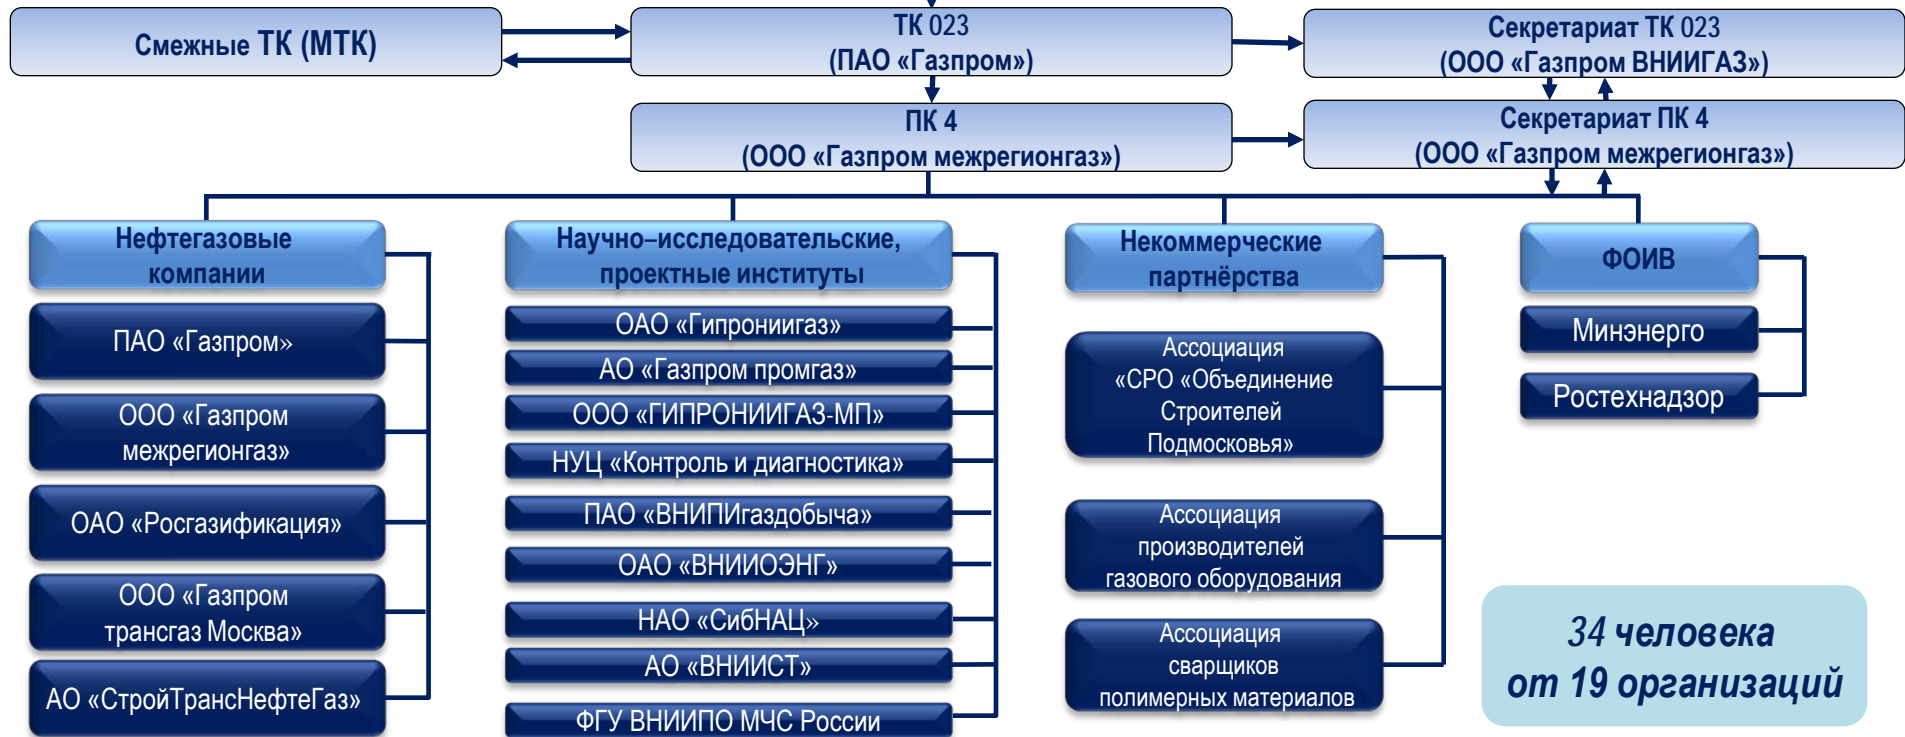 Смежные ТК (МТК)
ТК 023
(ПАО «Газпром»)
Секретариат ТК 023
(ООО «Газпром ВНИИГАЗ»)
ПК 4
(ООО «Газпром межрегионгаз»)
Секретариат ПК 4
(ООО «Газпром межрегионгаз»)
Нефтегазовые
компании
ПАО «Газпром»
ООО «Газпром
межрегионгаз»
ОАО «Росгазификация»
ООО «Газпром
трансгаз Москва»
АО «СтройТрансНефтеГаз»
Научно–исследовательские,
проектные институты
ОАО «Гипрониигаз»
АО «Газпром промгаз»
ООО «ГИПРОНИИГАЗ-МП»
НУЦ «Контроль и диагностика»
ПАО «ВНИПИгаздобыча»
ОАО «ВНИИОЭНГ»
НАО «СибНАЦ»
АО «ВНИИСТ»
ФГУ ВНИИПО МЧС России
Некоммерческие
партнёрства
Ассоциация
«СРО «Объединение
Строителей
Подмосковья»
Ассоциация
производителей
газового оборудования
Ассоциация
сварщиков
полимерных материалов
ФОИВ
Минэнерго
Ростехнадзор
34 человека
от 19 организаций